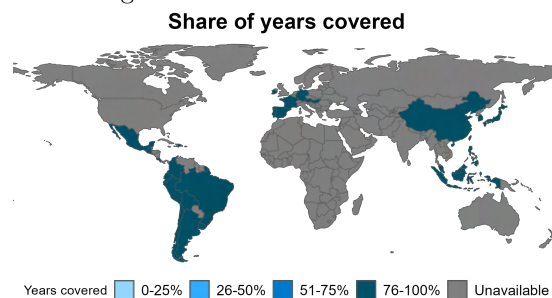 Share of years covered
Years covered 0-25% 26-50% 51-75% 76-100% Unavailable